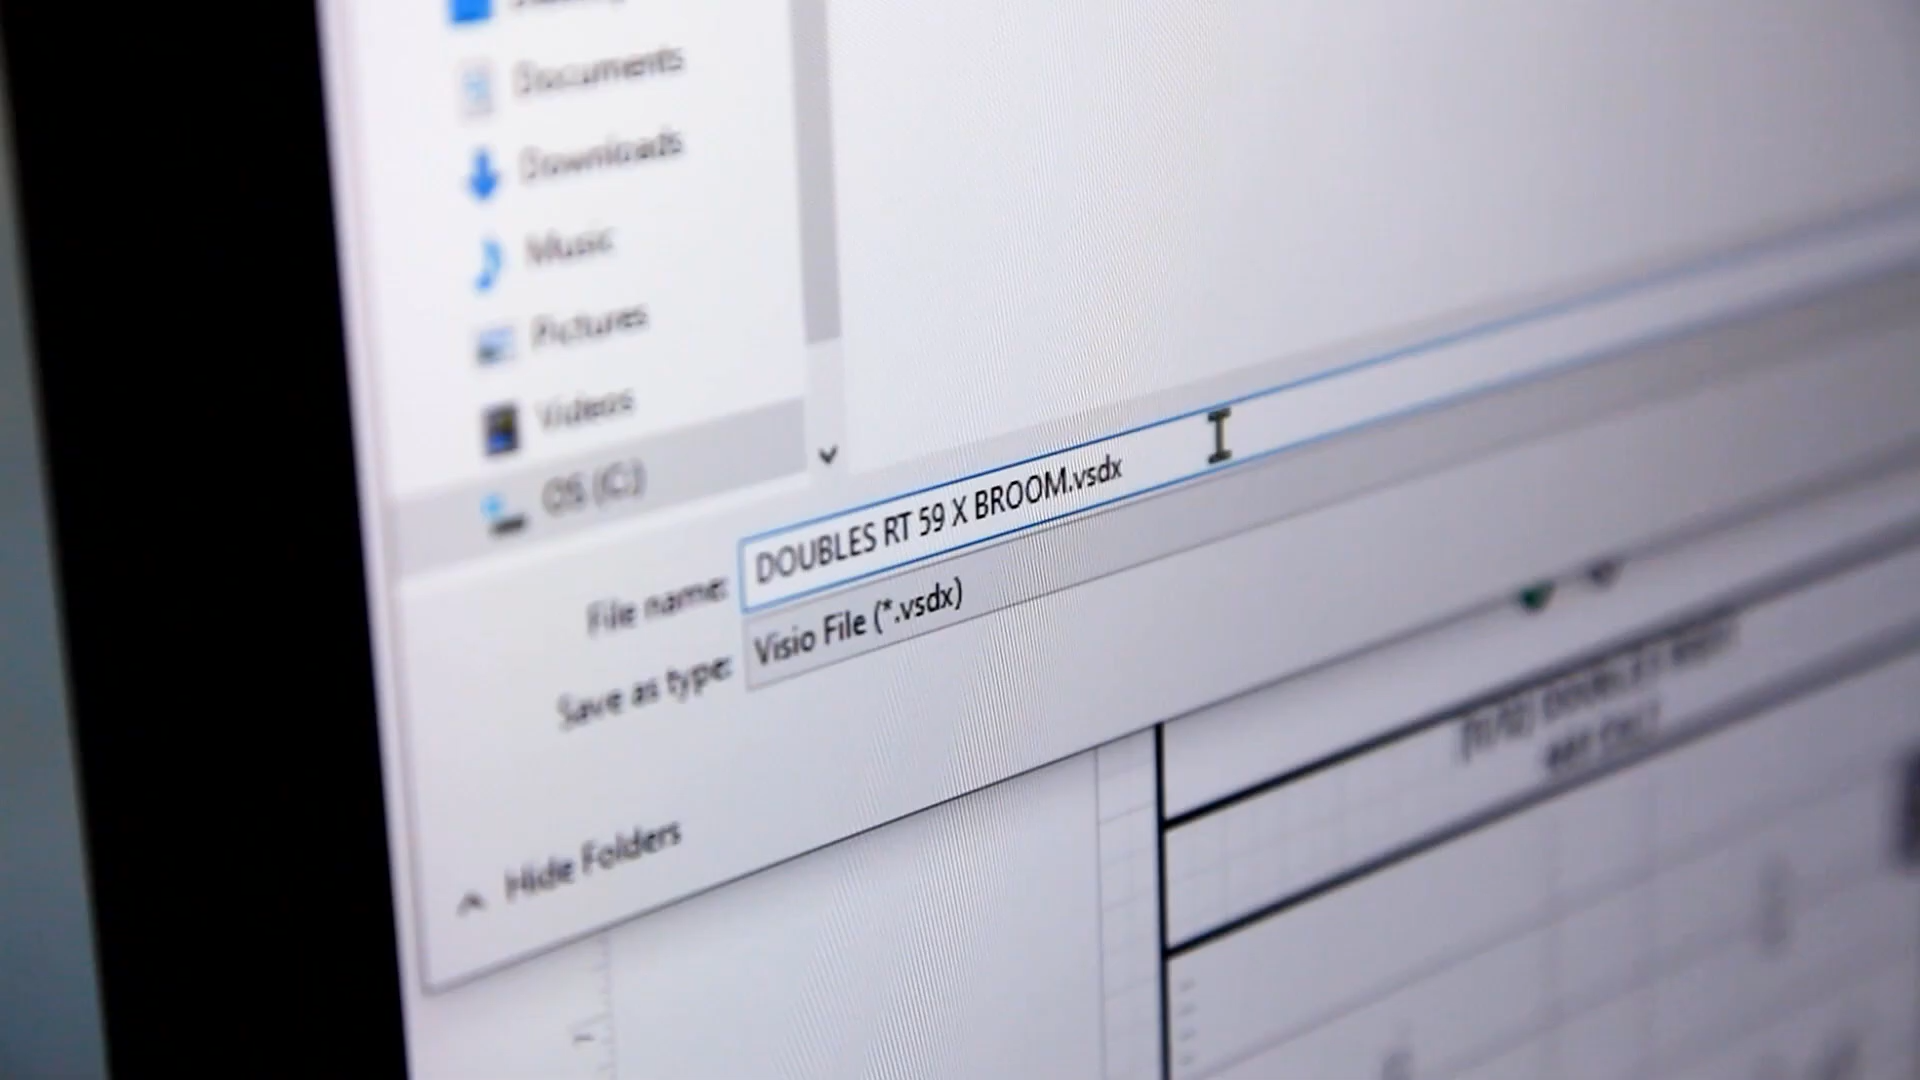 Documents
Downloads
Music
Pictures
Videos
OS (C:)
File name: DOUBLES RT 59 X BROOM.vsdx
Save as type: Visio File (*.vsdx)
Hide Folders